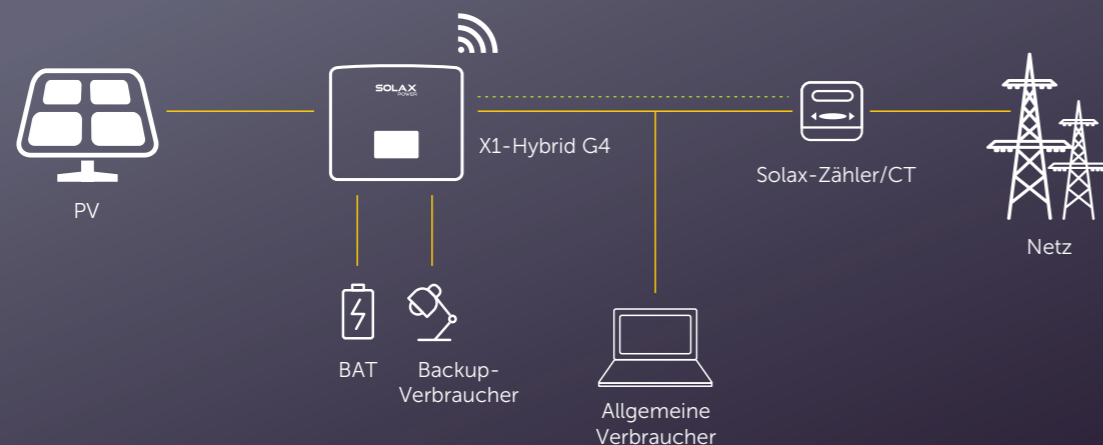 SOLAX
POWER
X1-Hybrid G4
Solax-Zähler/CT
PV
Netz
BAT
Backup-
Verbraucher
Allgemeine
Verbraucher